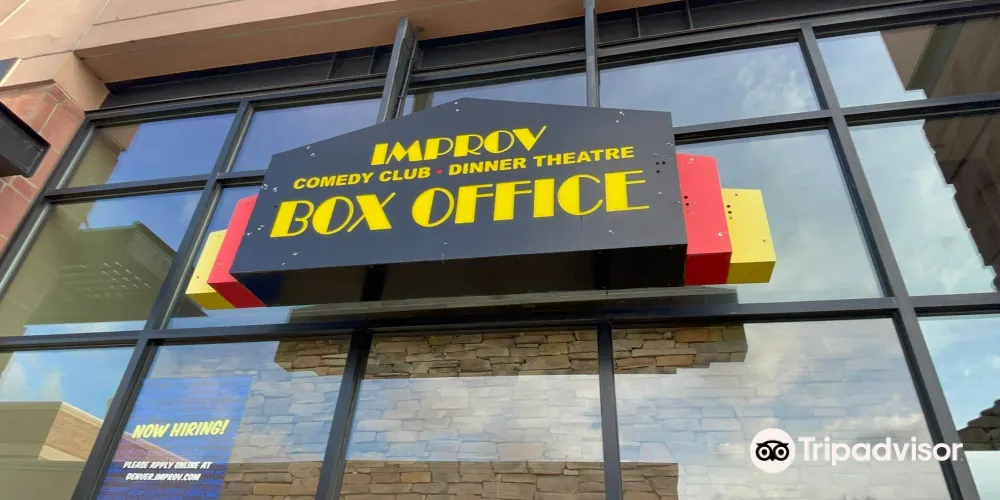 IMPROV
COMEDY CLUB • DINNER THEATRE
BOX OFFICE
NOW HIRING!
PLEASE APPLY ONLINE AT
DENVER.IMPROV.COM
Tripadvisor